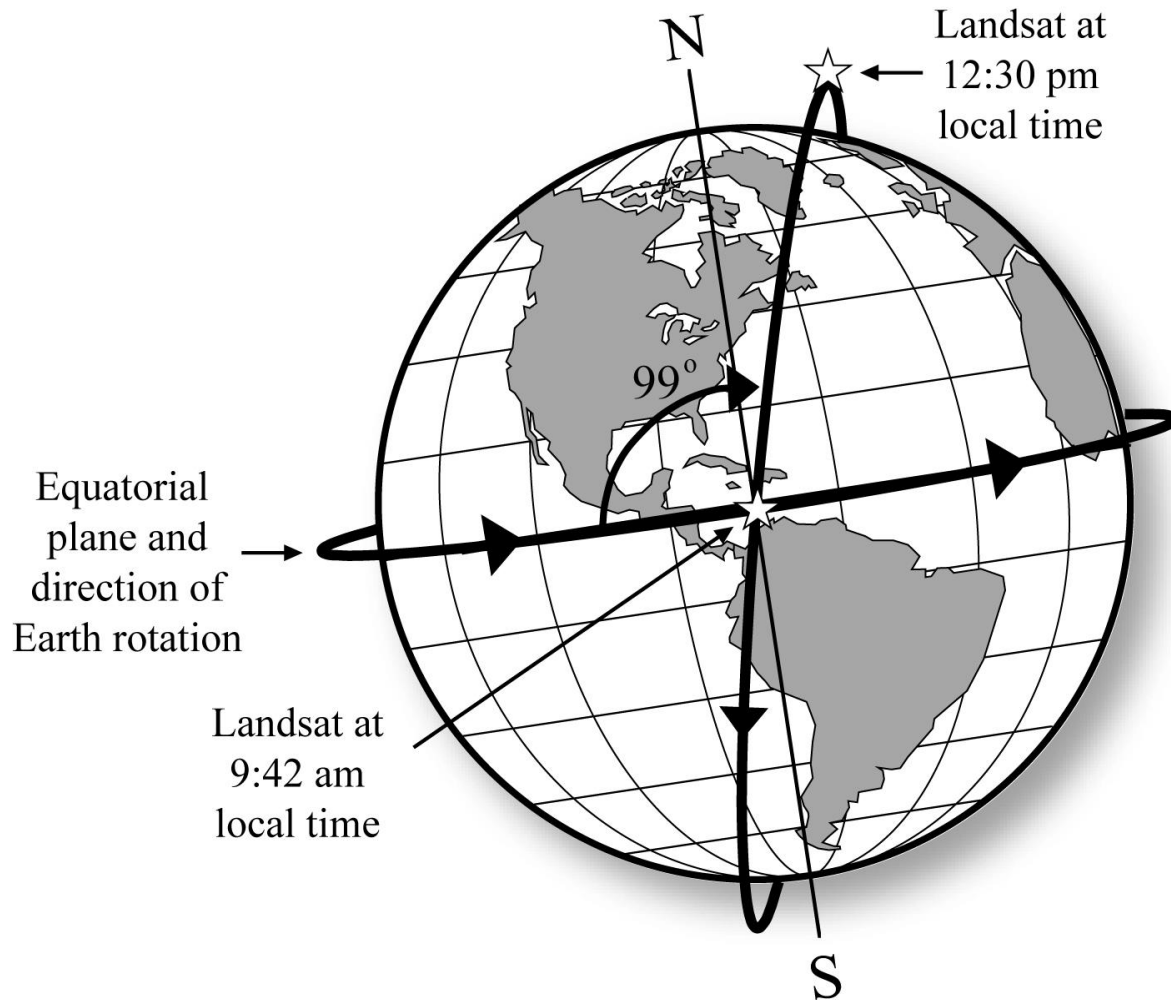 N
Landsat at
12:30 pm
local time
99°
Equatorial
plane and
direction of
Earth rotation
Landsat at
9:42 am
local time
S